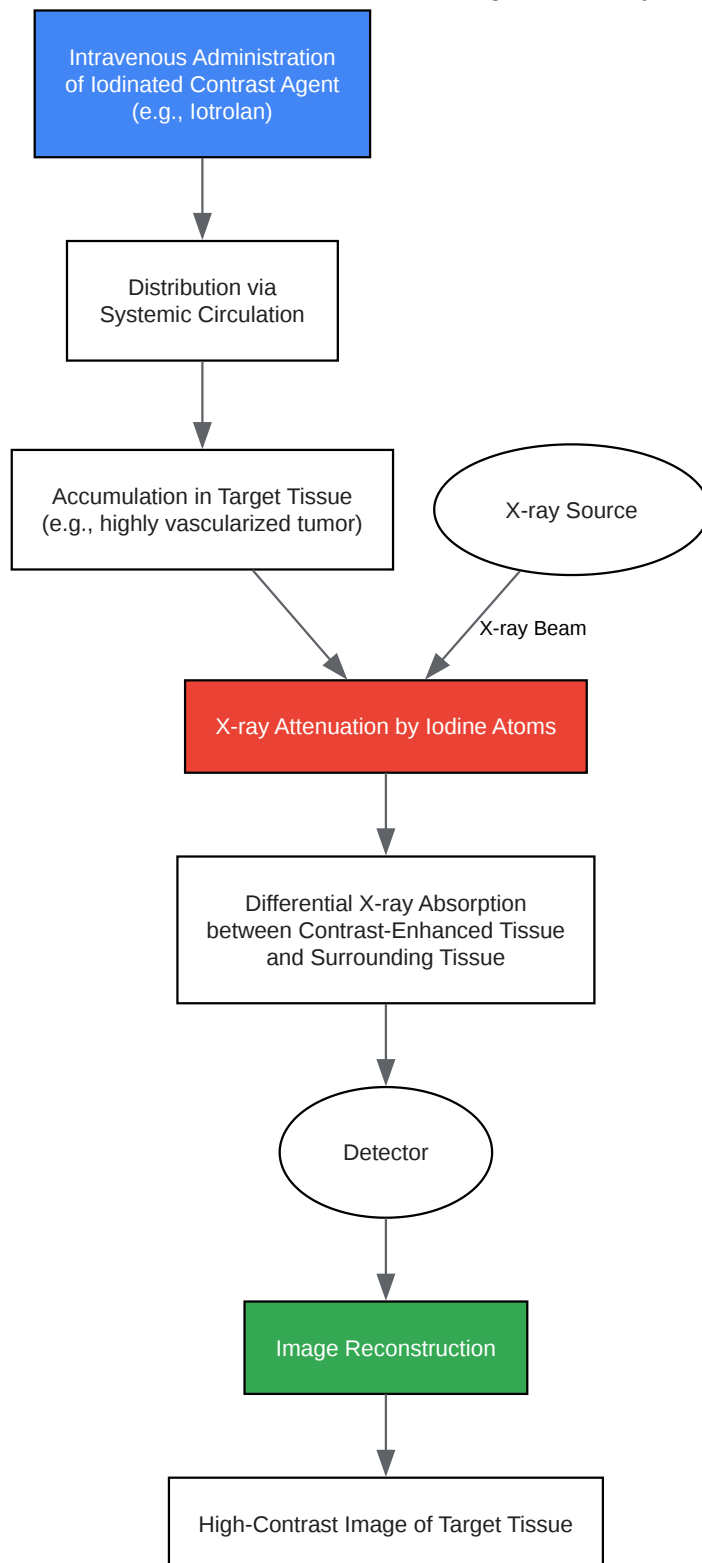 Intravenous Administration
of Iodinated Contrast Agent
(e.g., Iotrolan)
Distribution via
Systemic Circulation
Accumulation in Target Tissue
(e.g., highly vascularized tumor)
X-ray Source
X-ray Beam
X-ray Attenuation by Iodine Atoms
Differential X-ray Absorption
between Contrast-Enhanced Tissue
and Surrounding Tissue
Detector
Image Reconstruction
High-Contrast Image of Target Tissue